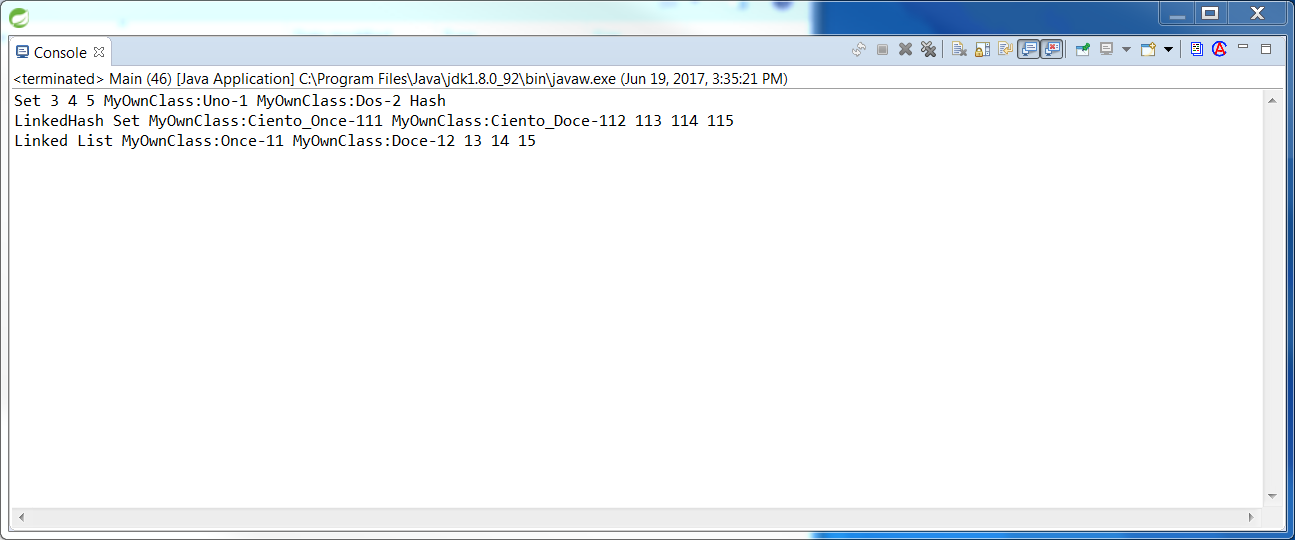 Console
<terminated> Main (46) [Java Application] C:\Program Files\Java\jdk1.8.0_92\bin\javaw.exe (Jun 19, 2017, 3:35:21 PM)
Set 3 4 5 MyOwnClass:Uno-1 MyOwnClass:Dos-2 Hash
LinkedHash Set MyOwnClass:Ciento_Once-111 MyOwnClass:Ciento_Doce-112 113 114 115
Linked List MyOwnClass:Once-11 MyOwnClass:Doce-12 13 14 15